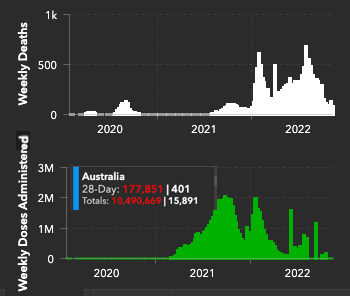 Weekly Deaths
1k
500
0
2020 2021 2022
Weekly Doses Administered
3M
2M
1M
0
Australia
28-Day: 177,851 | 401
Totals: 10,490,669 | 15,891
2020 2021 2022